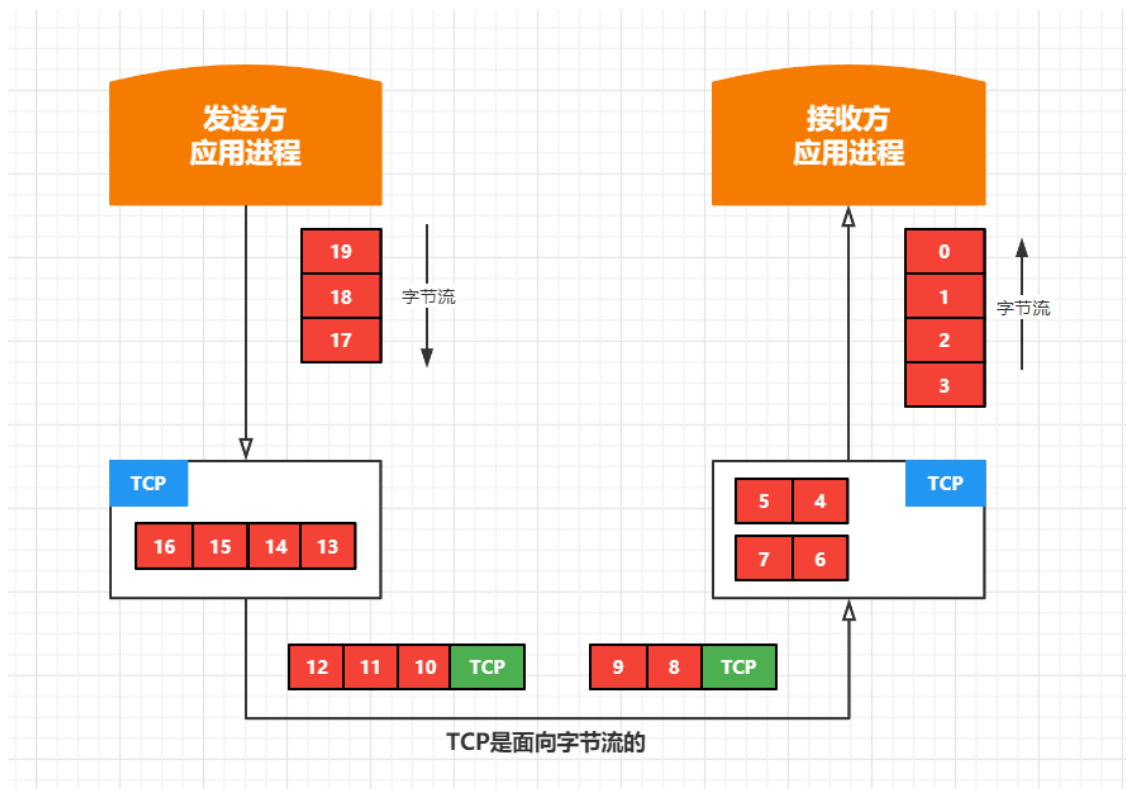 发送方
应用进程
接收方
应用进程
19
18
17
字节流
0
1
2
3
字节流
TCP
16 15 14 13
TCP
5 4
7 6
12 11 10 TCP
9 8 TCP
TCP是面向字节流的